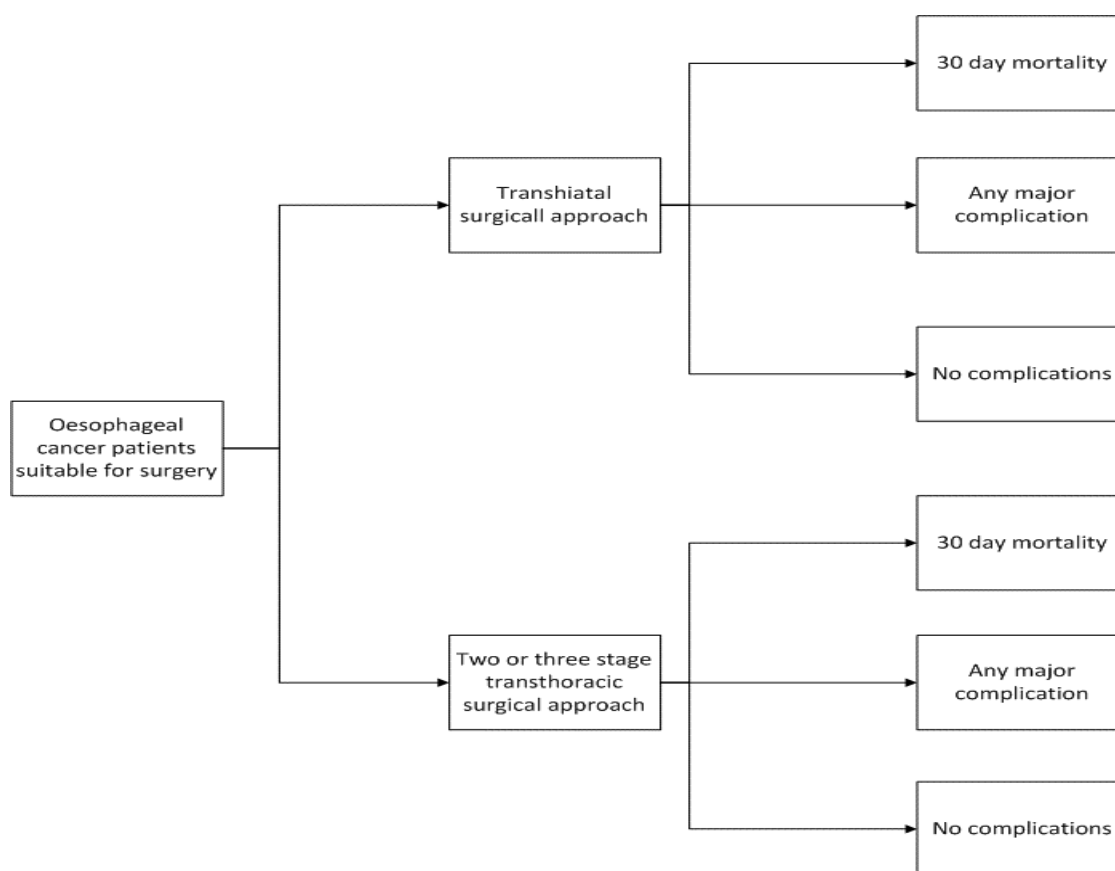 30 day mortality
Transhiatal
surgicall approach
Any major
complication
No complications
Oesophageal
cancer patients
suitable for surgery
30 day mortality
Two or three stage
transthoracic
surgical approach
Any major
complication
No complications